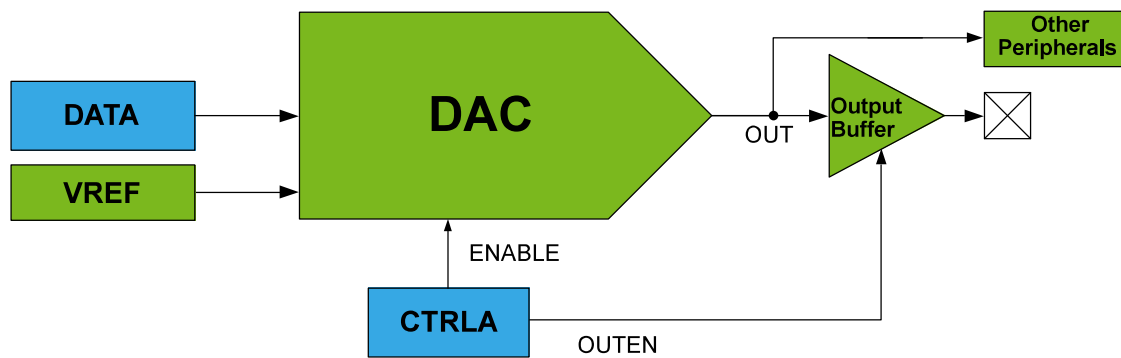 Other
Peripherals
DATA
DAC
Output
Buffer
OUT
VREF
ENABLE
CTRLA
OUTEN